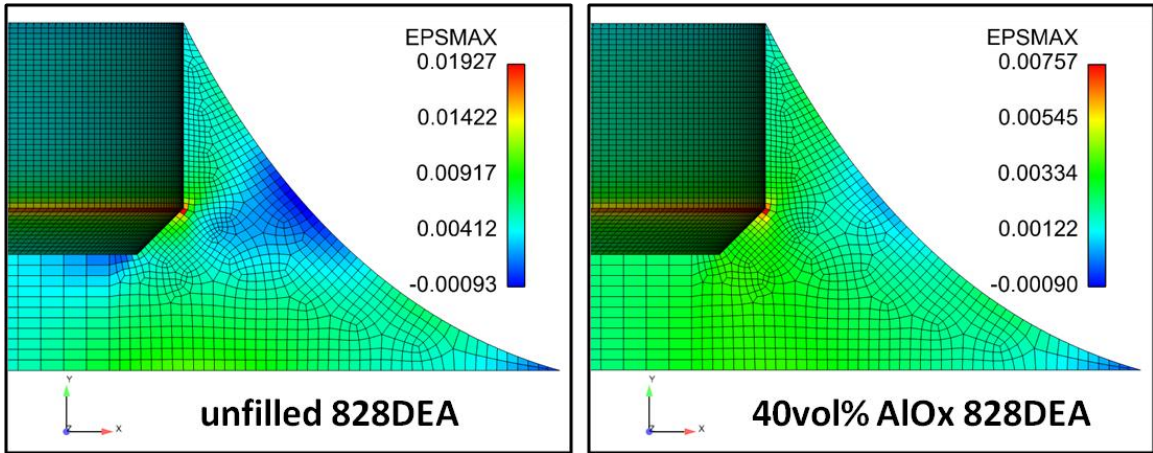 EPSMAX
0.01927
0.01422
0.00917
0.00412
-0.00093
Y
Z
X
unfilled 828DEA
EPSMAX
0.00757
0.00545
0.00334
0.00122
-0.00090
Y
Z
X
40vol% AlOx 828DEA